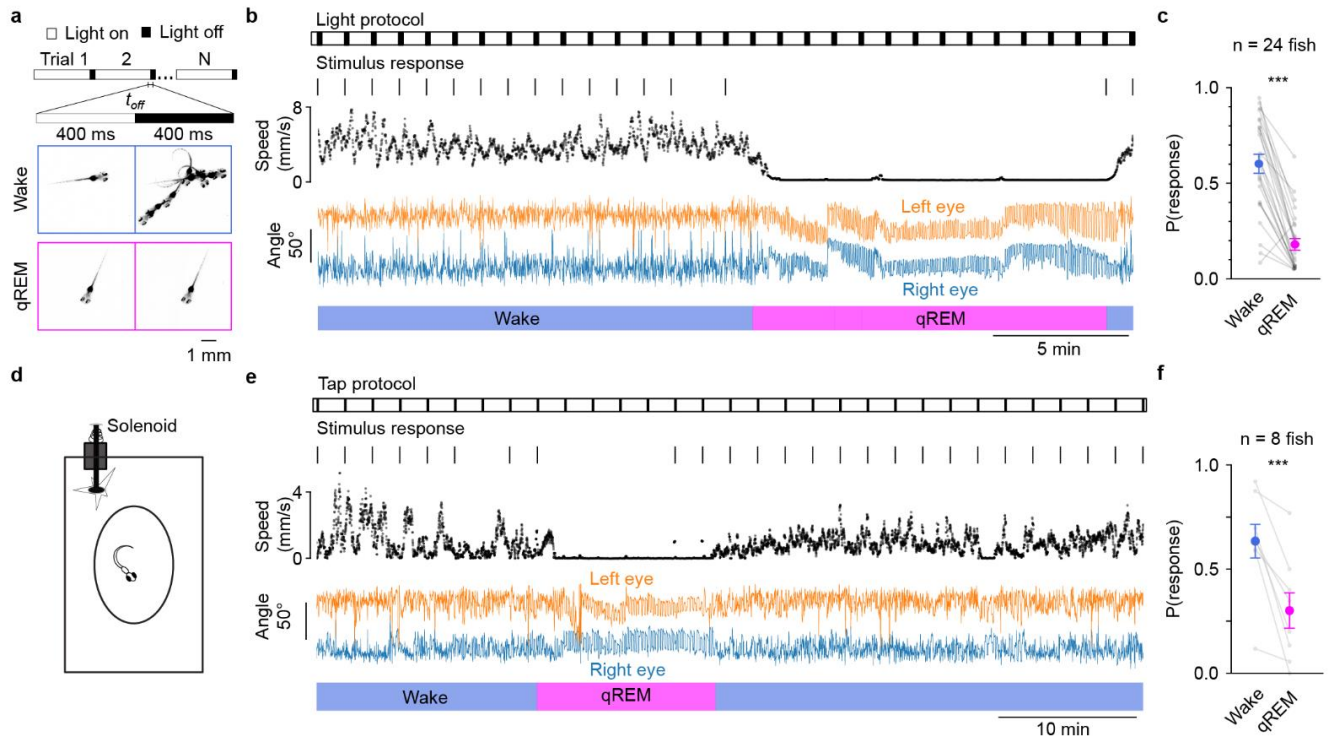 a
Light on Light off
Trial 1 2 N
...
t_off
400 ms 400 ms
Wake
qREM
1 mm
b
Light protocol
Stimulus response
Speed
(mm/s)
8
0
Left eye
Angle
50°
Right eye
Wake qREM
5 min
c
n = 24 fish
***
P(response)
1.0
0.5
0.0
Wake
qREM
d
Solenoid
e
Tap protocol
Stimulus response
Speed
(mm/s)
4
0
Left eye
Angle
50°
Right eye
Wake qREM
10 min
f
n = 8 fish
***
P(response)
1.0
0.5
0.0
Wake
qREM